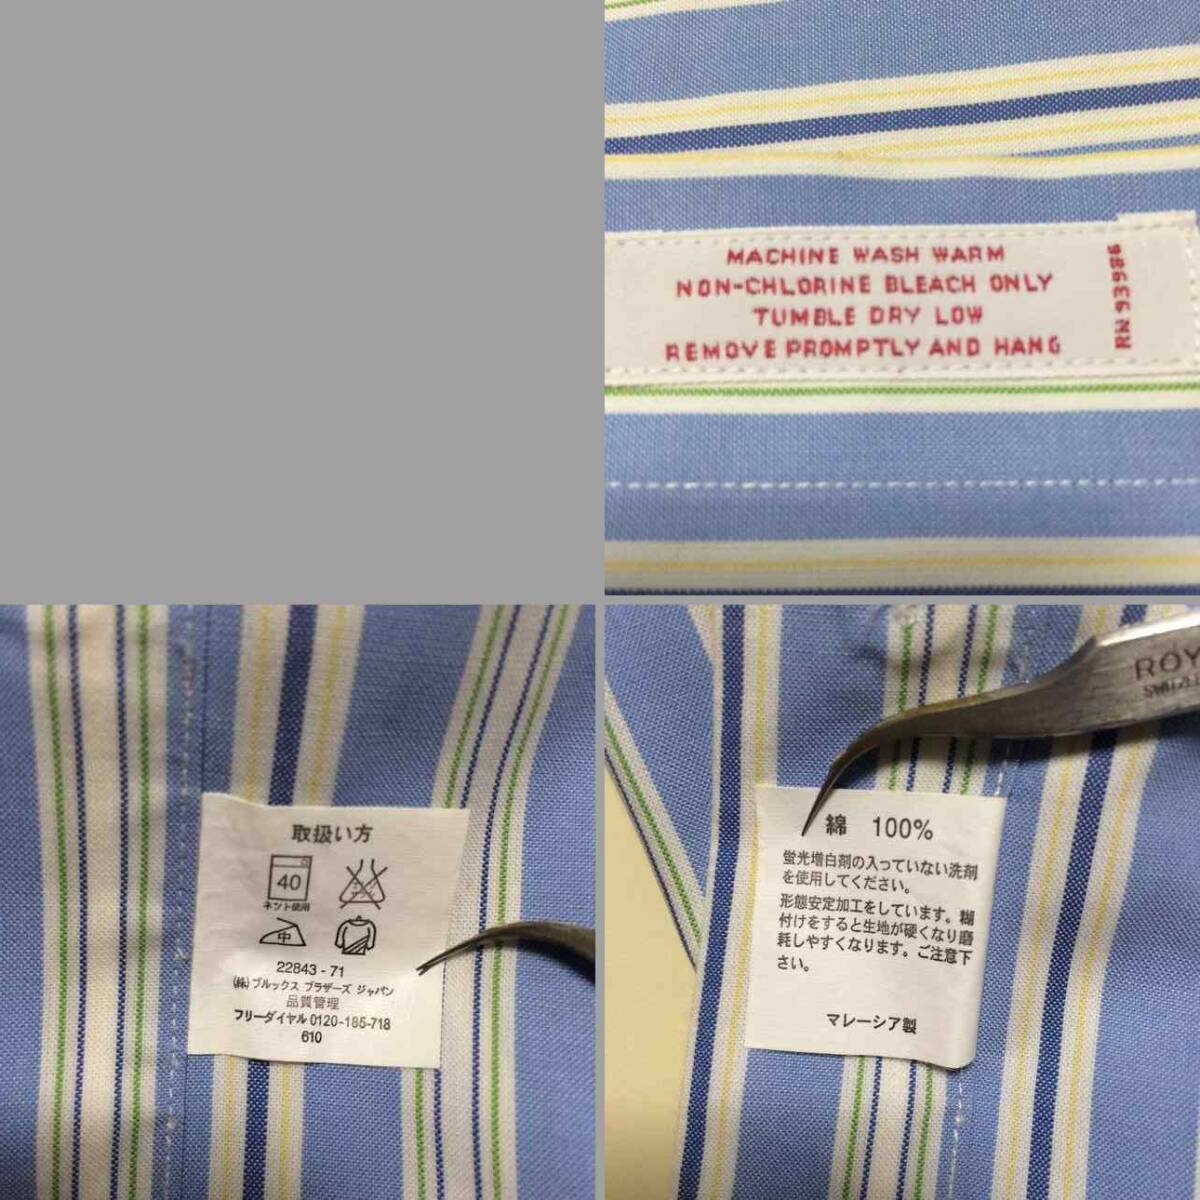 MACHINE WASH WARM
NON-CHLORINE BLEACH ONLY
TUMBLE DRY LOW
REMOVE PROMPTLY AND HANG
RN 93986
取扱い方
40
ネット使用
中
22843-71
(株)ブルックス ブラザーズ ジャパン
品質管理
フリーダイヤル 0120-185-718
610
ROY
綿 100%
蛍光増白剤の入っていない洗剤
を使用してください。
形態安定加工をしています。糊
付けをすると生地が硬くなり磨
耗しやすくなります。ご注意下
さい。
マレーシア製